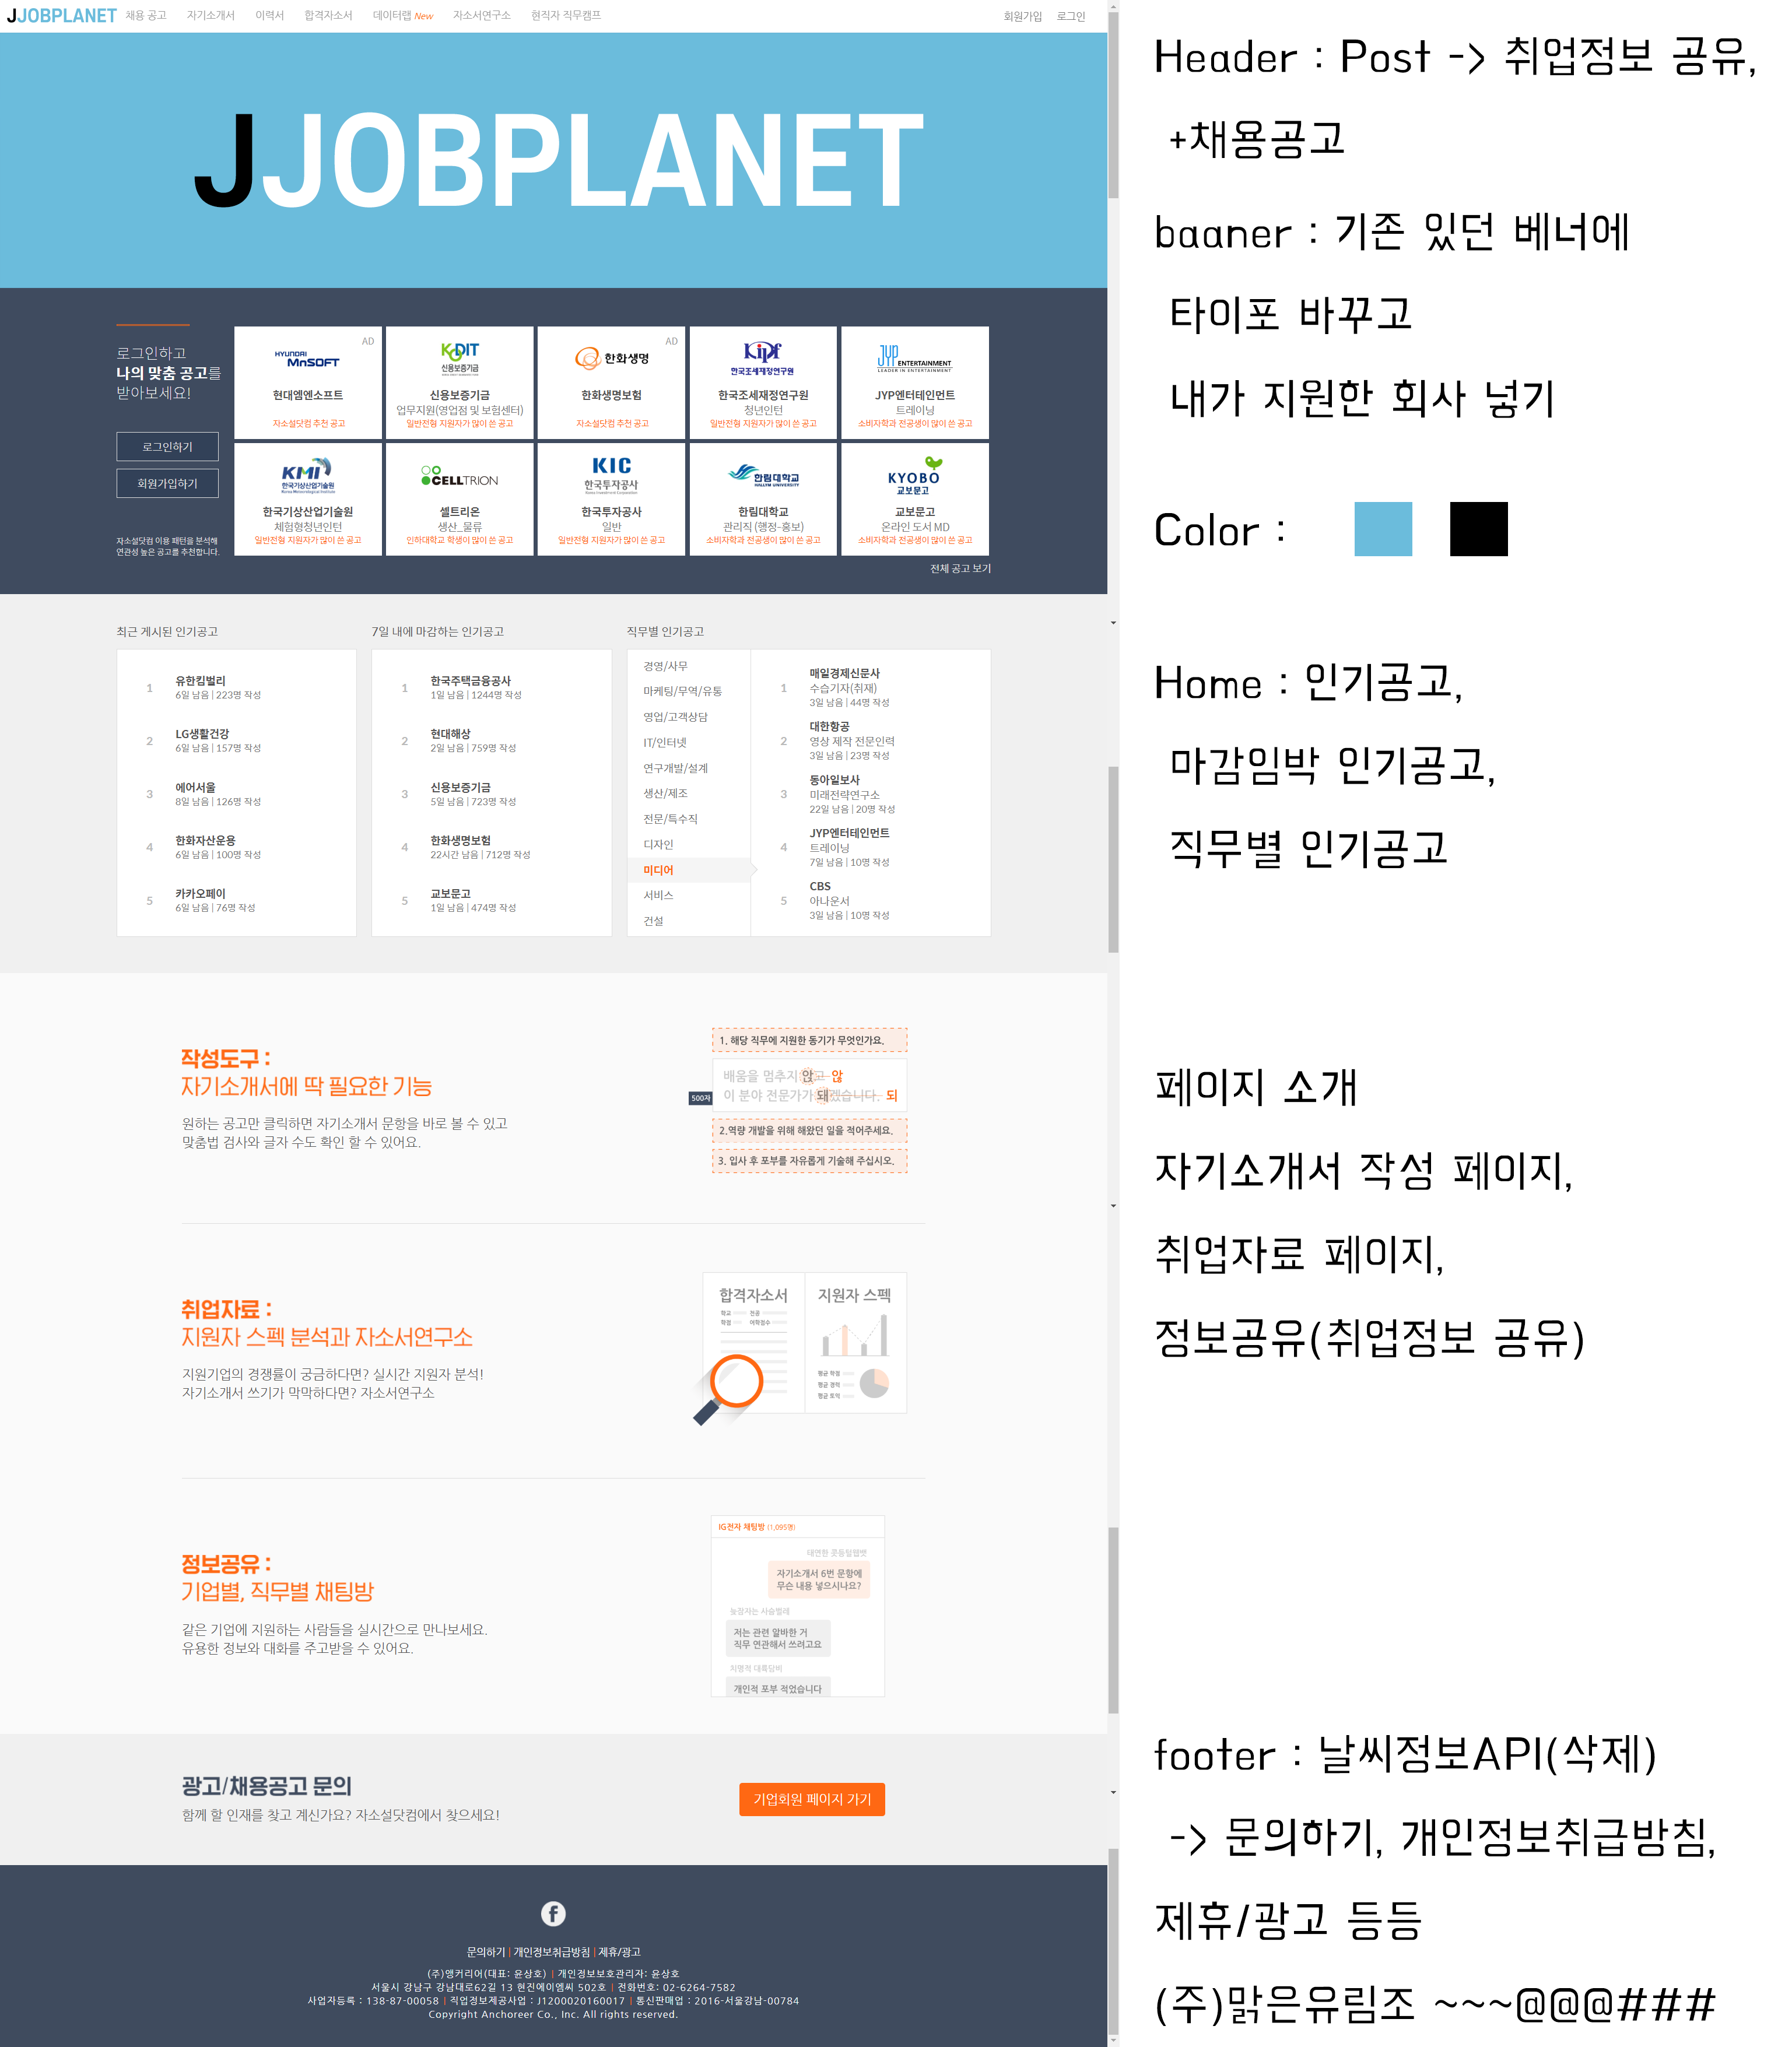 JJOBPLANET 채용 공고 자기소개서 이력서 합격자소서 데이터랩 New 자소서연구소 현직자 직무캠프 회원가입 로그인
JJOBPLANET
로그인하고
나의 맞춤 공고를
받아보세요!
로그인하기
회원가입하기
자소설닷컴 이용 패턴을 분석해
연관성 높은 공고를 추천합니다.
AD
HYUNDAI
MnSOFT
현대엠엔소프트
자소설닷컴 추천 공고
KODIT
신용보증기금
신용보증기금
업무지원(영업점 및 보험센터)
일반전형 지원자가 많이 쓴 공고
AD
한화생명
한화생명보험
자소설닷컴 추천 공고
Kipf
한국조세재정연구원
한국조세재정연구원
청년인턴
일반전형 지원자가 많이 쓴 공고
JYP ENTERTAINMENT
LEADER IN ENTERTAINMENT
JYP엔터테인먼트
트레이닝
소비자학과 전공생이 많이 쓴 공고
KMI
한국기상산업기술원
Korea Meteorological Institute
한국기상산업기술원
체험형청년인턴
일반전형 지원자가 많이 쓴 공고
CELLTRION
셀트리온
생산_물류
인하대학교 학생이 많이 쓴 공고
KIC
한국투자공사
Korea Investment Corporation
한국투자공사
일반
일반전형 지원자가 많이 쓴 공고
한림대학교
HALLYM UNIVERSITY
한림대학교
관리직 (행정-홍보)
소비자학과 전공생이 많이 쓴 공고
KYOBO
교보문고
교보문고
온라인 도서 MD
소비자학과 전공생이 많이 쓴 공고
전체 공고 보기
최근 게시된 인기공고
1 유한킴벌리
6일 남음 | 223명 작성
2 LG생활건강
6일 남음 | 157명 작성
3 에어서울
8일 남음 | 126명 작성
4 한화자산운용
6일 남음 | 100명 작성
5 카카오페이
6일 남음 | 76명 작성
7일 내에 마감하는 인기공고
1 한국주택금융공사
1일 남음 | 1244명 작성
2 현대해상
2일 남음 | 759명 작성
3 신용보증기금
5일 남음 | 723명 작성
4 한화생명보험
22시간 남음 | 712명 작성
5 교보문고
1일 남음 | 474명 작성
직무별 인기공고
경영/사무
마케팅/무역/유통
영업/고객상담
IT/인터넷
연구개발/설계
생산/제조
전문/특수직
디자인
미디어
서비스
건설
1 매일경제신문사
수습기자(취재)
3일 남음 | 44명 작성
2 대한항공
영상 제작 전문인력
3일 남음 | 23명 작성
3 동아일보사
미래전략연구소
22일 남음 | 20명 작성
4 JYP엔터테인먼트
트레이닝
7일 남음 | 10명 작성
5 CBS
아나운서
3일 남음 | 10명 작성
작성도구 :
자기소개서에 딱 필요한 기능
원하는 공고만 클릭하면 자기소개서 문항을 바로 볼 수 있고
맞춤법 검사와 글자 수도 확인 할 수 있어요.
1. 해당 직무에 지원한 동기가 무엇인가요.
배움을 멈추지 안고 않
이 분야 전문가가 돼겠습니다. 되
500자
2.역량 개발을 위해 해왔던 일을 적어주세요.
3. 입사 후 포부를 자유롭게 기술해 주십시오.
취업자료 :
지원자 스펙 분석과 자소서연구소
지원기업의 경쟁률이 궁금하다면? 실시간 지원자 분석!
자기소개서 쓰기가 막막하다면? 자소서연구소
합격자소서
학교 전공
학점 어학점수
지원자 스펙
평균 학점
평균 경력
평균 토익
정보공유 :
기업별, 직무별 채팅방
같은 기업에 지원하는 사람들을 실시간으로 만나보세요.
유용한 정보와 대화를 주고받을 수 있어요.
IG전자 채팅방 (1,095명)
태연한 곳등털랩뱃
자기소개서 6번 문항에
무슨 내용 넣으시나요?
늦장자는 사슴벌레
저는 관련 알바한 거
직무 연관해서 쓰려고요
치명적 대륙담비
개인적 포부 적었습니다
광고/채용공고 문의
함께 할 인재를 찾고 계신가요? 자소설닷컴에서 찾으세요!
기업회원 페이지 가기
f
문의하기 | 개인정보취급방침 | 제휴/광고
(주)앵커리어(대표: 윤상호) | 개인정보보호관리자: 윤상호
서울시 강남구 강남대로62길 13 현진에이엠씨 502호 | 전화번호: 02-6264-7582
사업자등록 : 138-87-00058 | 직업정보제공사업 : J1200020160017 | 통신판매업 : 2016-서울강남-00784
Copyright Anchoreer Co., Inc. All rights reserved.
Header : Post -> 취업정보 공유,
+채용공고
baaner : 기존 있던 베너에
타이포 바꾸고
내가 지원한 회사 넣기
Color :
Home : 인기공고,
마감임박 인기공고,
직무별 인기공고
페이지 소개
자기소개서 작성 페이지,
취업자료 페이지,
정보공유(취업정보 공유)
footer : 날씨정보API(삭제)
-> 문의하기, 개인정보취급방침,
제휴/광고 등등
(주)맑은유림조 ~~~@@@###